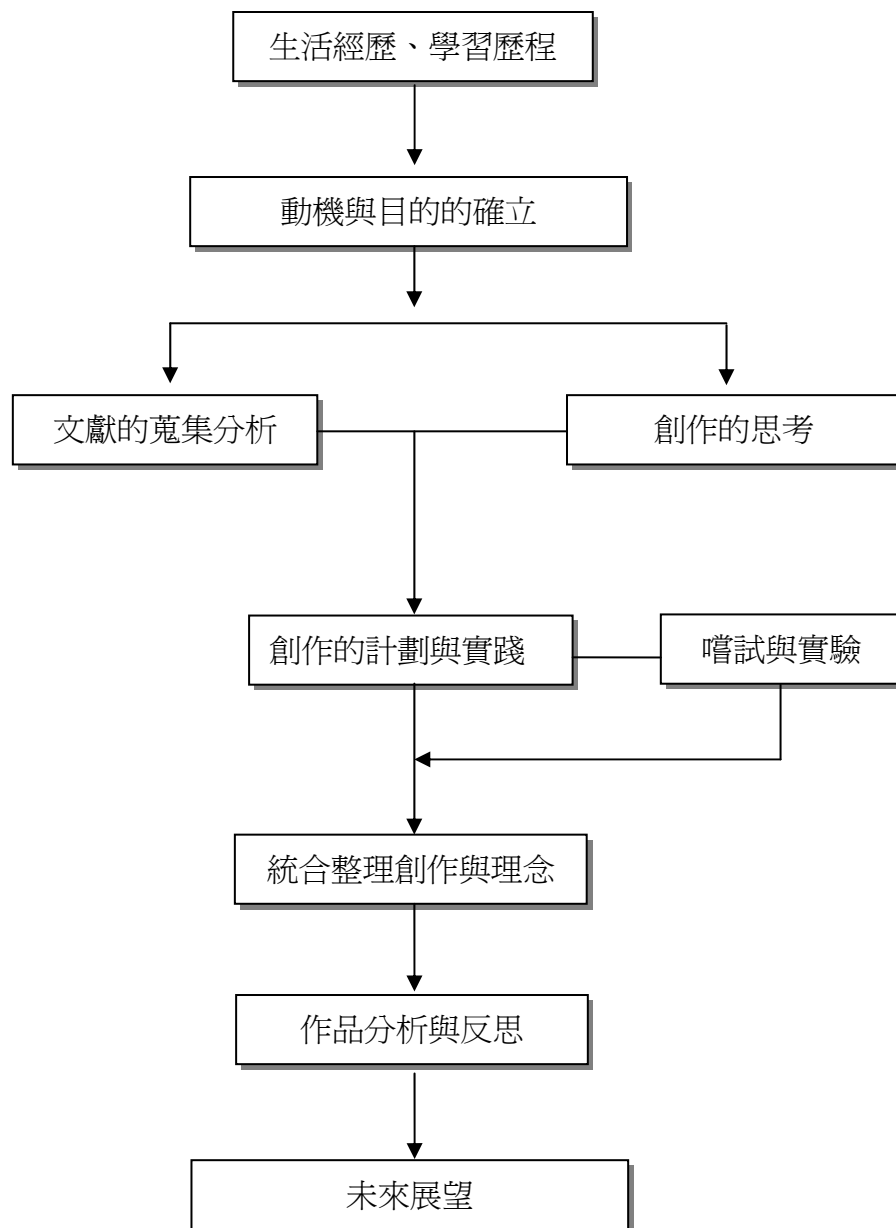 生活經歷、學習歷程
動機與目的的確立
文獻的蒐集分析
創作的思考
創作的計劃與實踐
嚐試與實驗
統合整理創作與理念
作品分析與反思
未來展望